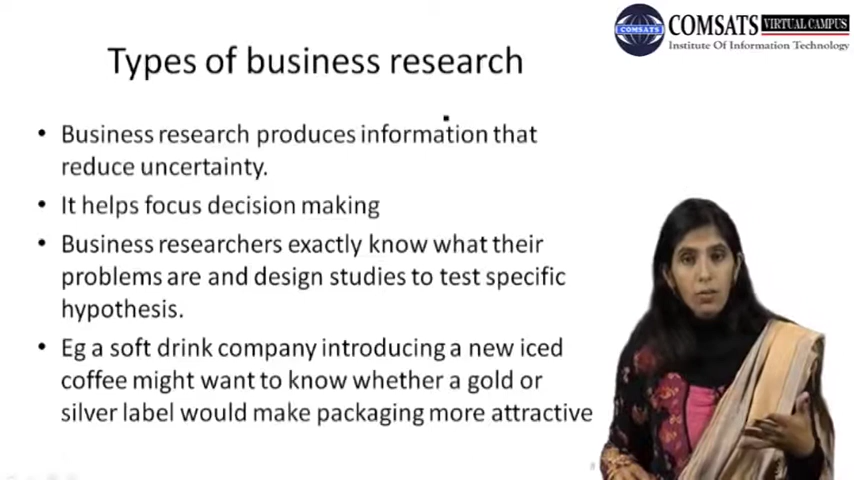 COMSATS VIRTUAL CAMPUS
Institute Of Information Technology
Types of business research
• Business research produces information that
reduce uncertainty.
• It helps focus decision making
• Business researchers exactly know what their
problems are and design studies to test specific
hypothesis.
• Eg a soft drink company introducing a new iced
coffee might want to know whether a gold or
silver label would make packaging more attractive